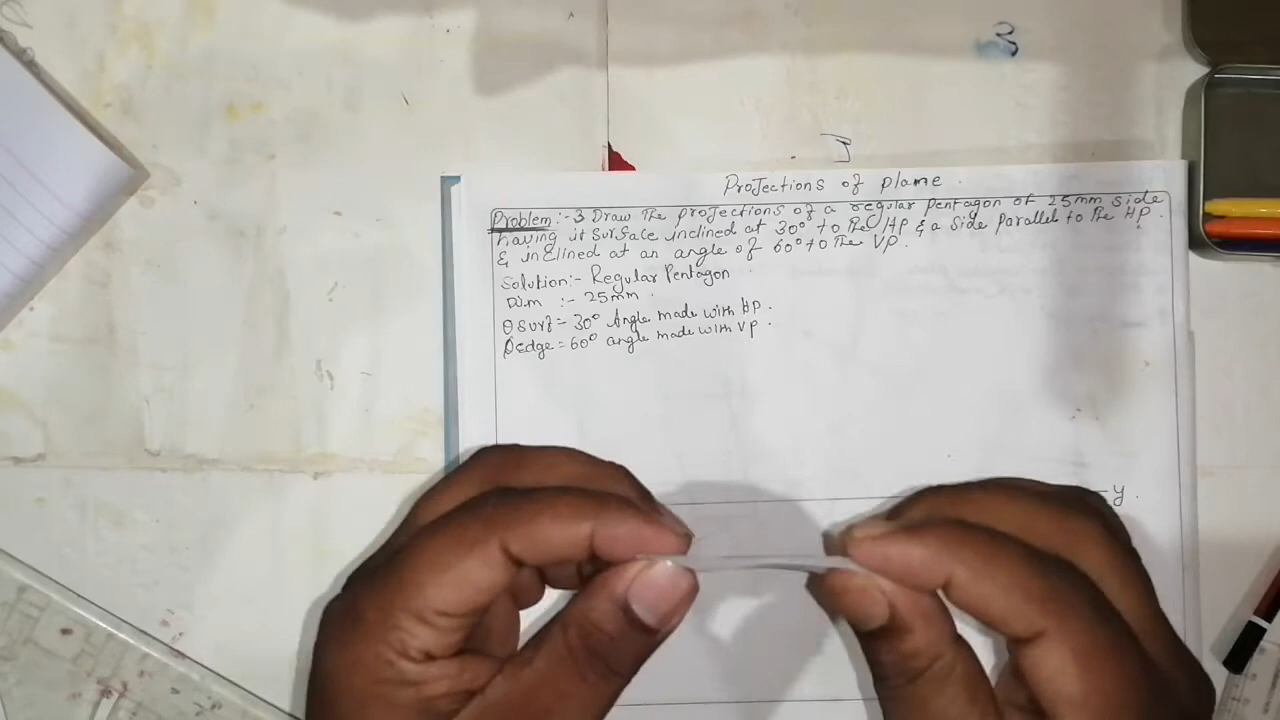 Projections of plane.
Problem:-3 Draw the projections of a regular pentagon of 25mm side
having it surface inclined at 30° to the HP & a side parallel to the HP.
& inclined at an angle of 60° to the VP.
Solution:- Regular Pentagon
Dim :- 25mm.
θ surf = 30° Angle made with HP.
φ edge = 60° angle made with VP.
y.